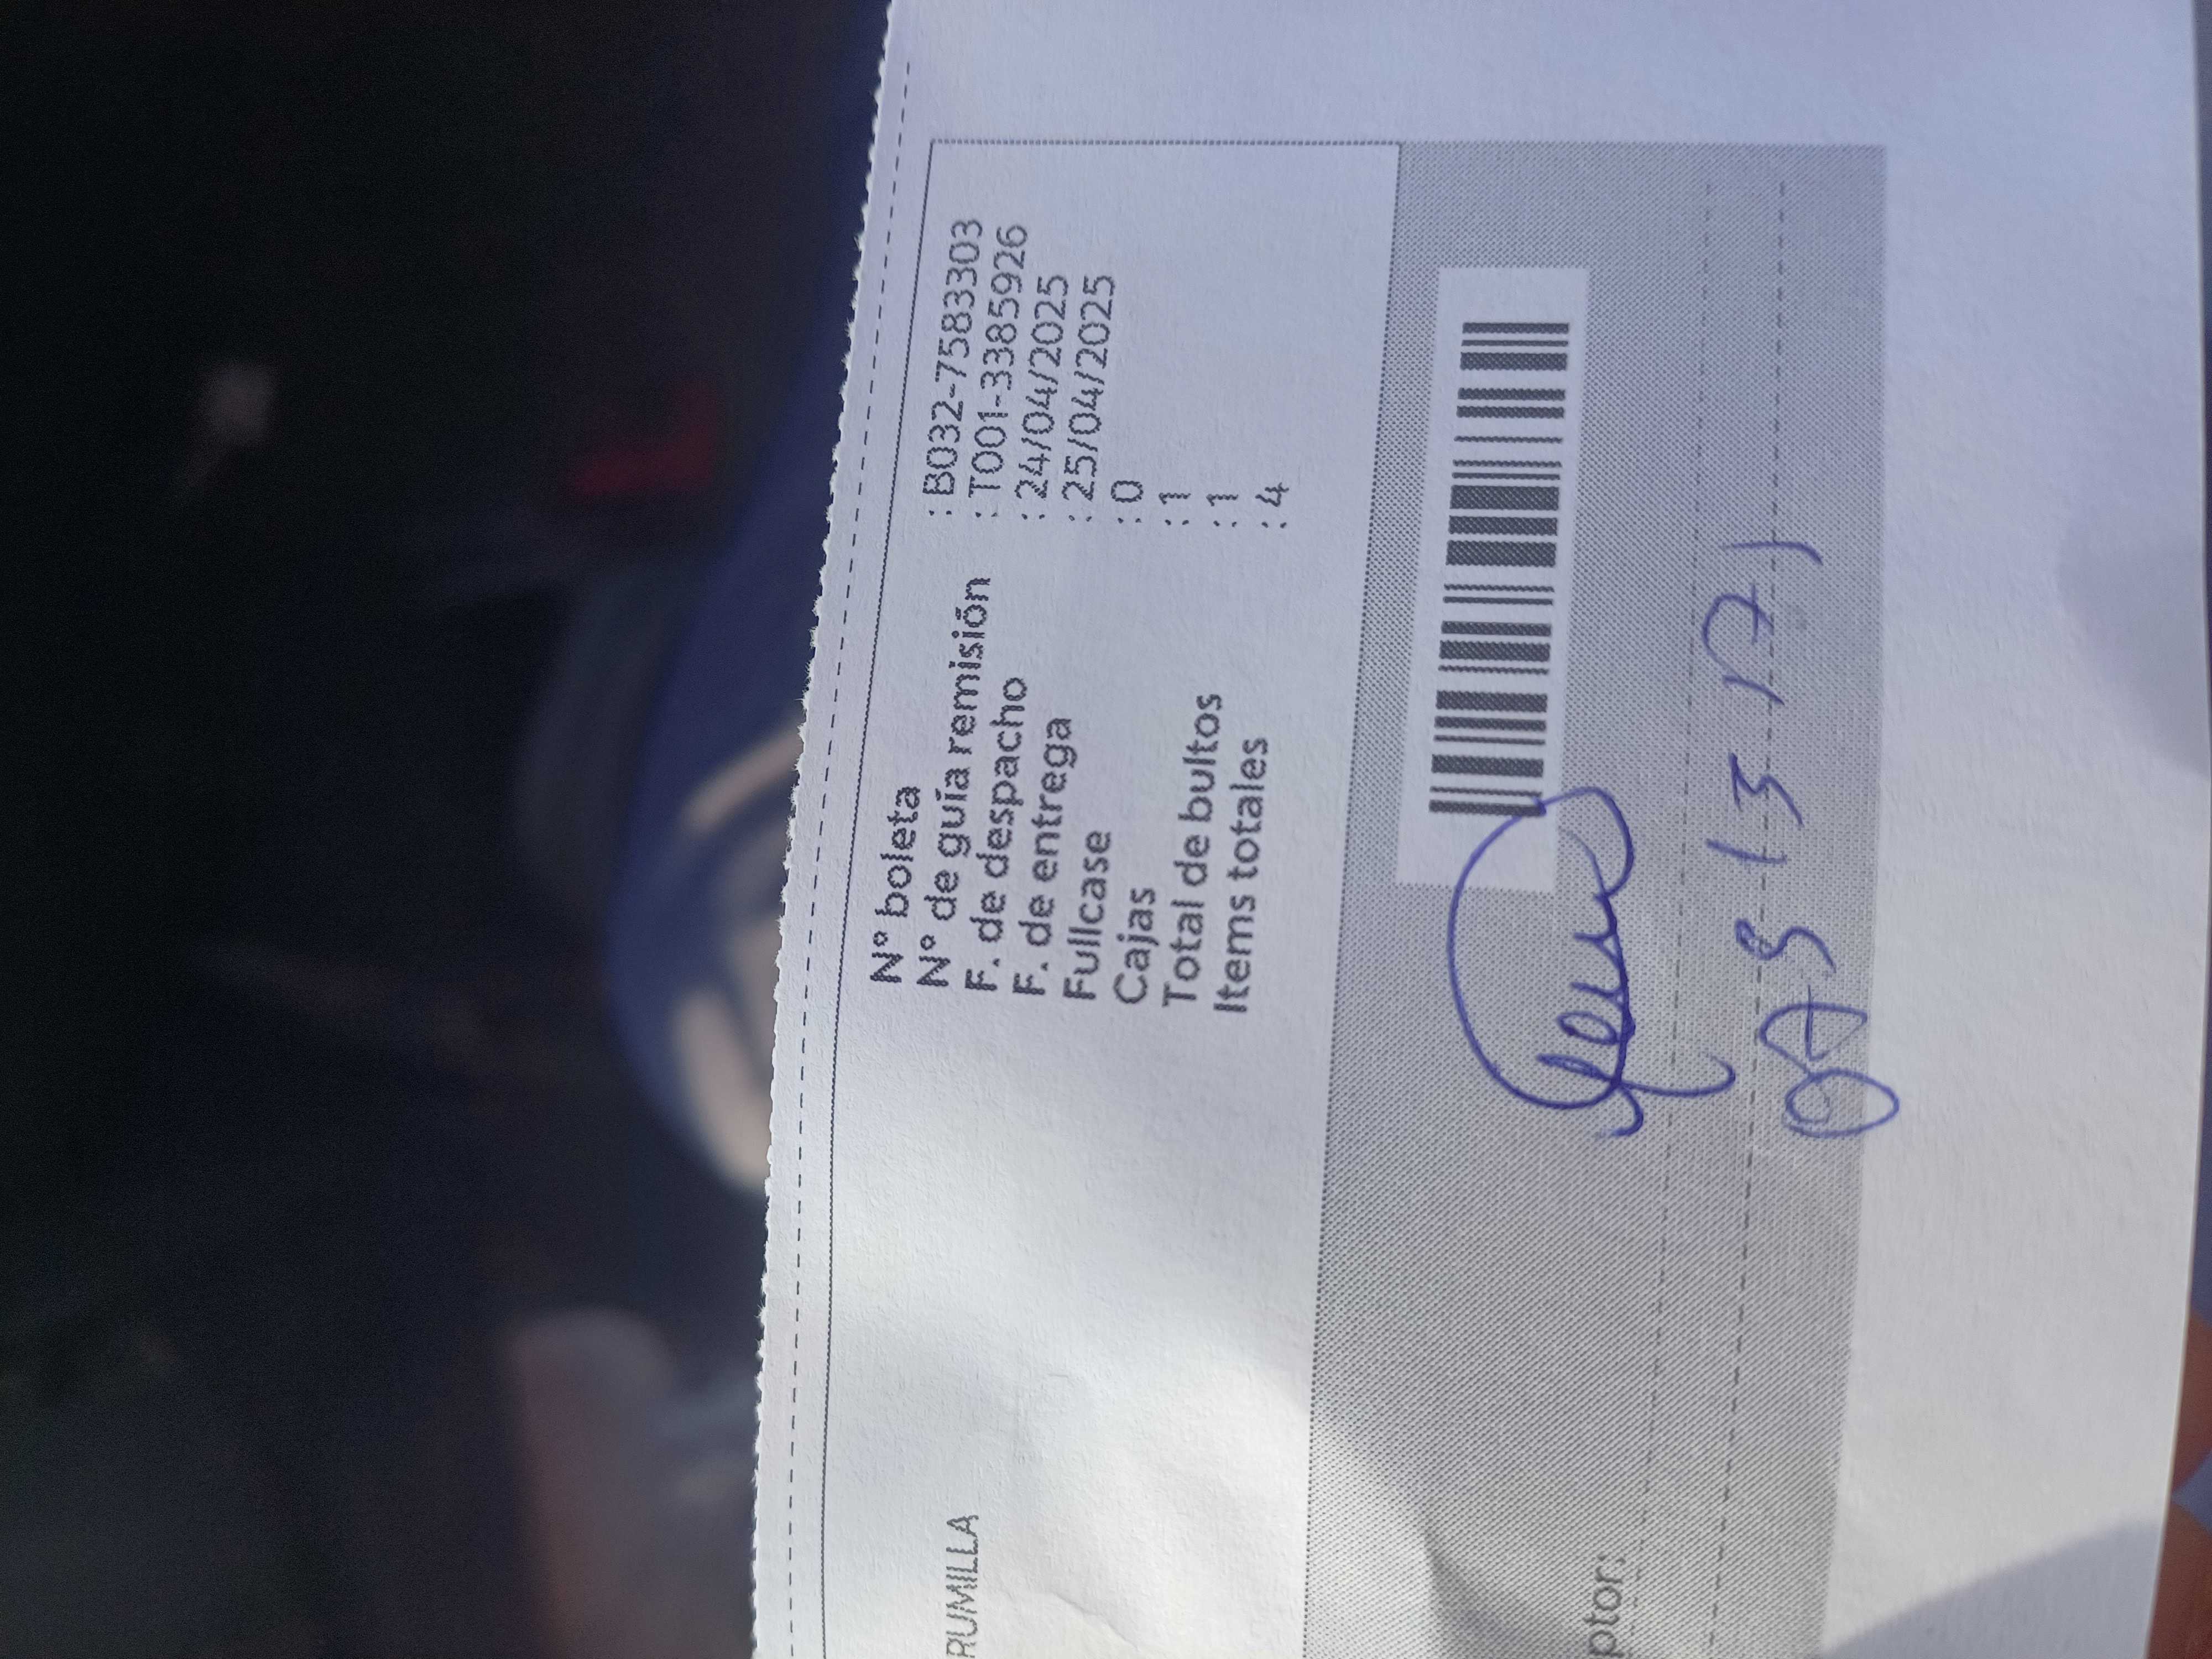 N° boleta : B032-7583303
N° de guía remisión : T001-3385926
F. de despacho : 24/04/2025
F. de entrega : 25/04/2025
Fullcase : 0
Cajas : 1
Total de bultos : 1
Items totales : 4
RUMILLA
ptor: